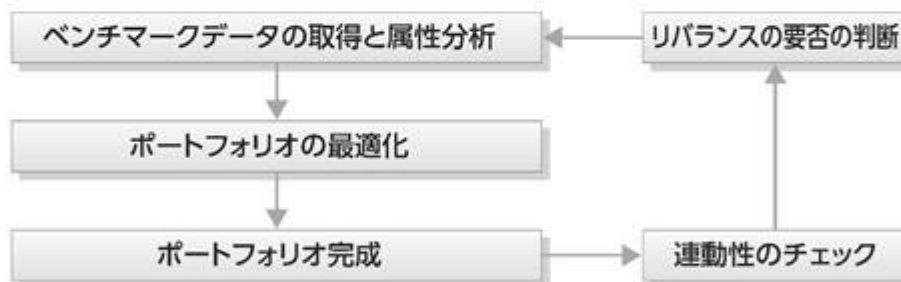 ベンチマークデータの取得と属性分析
リバランスの要否の判断
ポートフォリオの最適化
ポートフォリオ完成
連動性のチェック